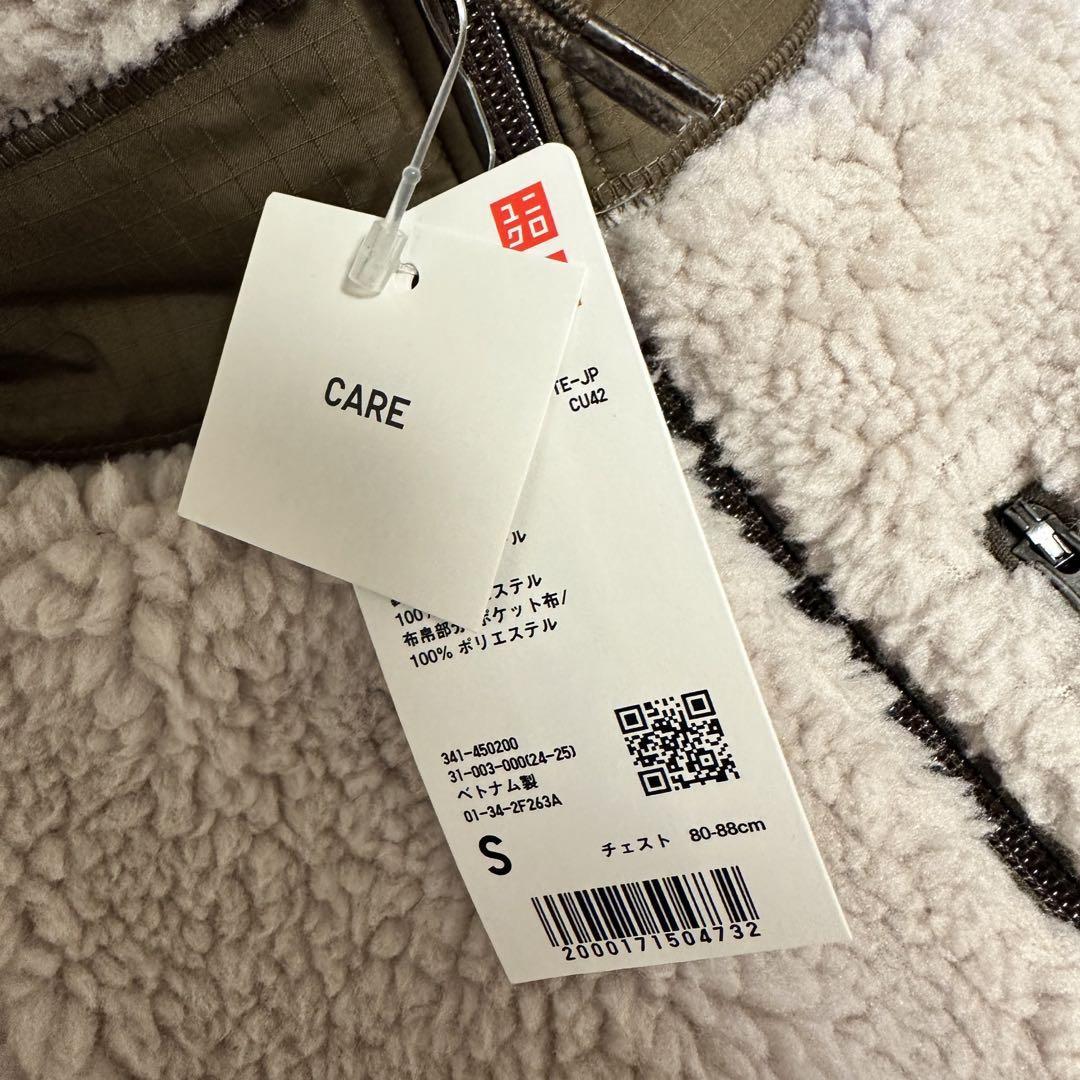 ユニ
クロ
CARE
TE-JP
CU42
ル
ステル
100%
布帛部分 ポケット布/
100% ポリエステル
341-450200
31-003-000(24-25)
ベトナム製
01-34-2F263A
S チェスト 80-88cm
2000171504732